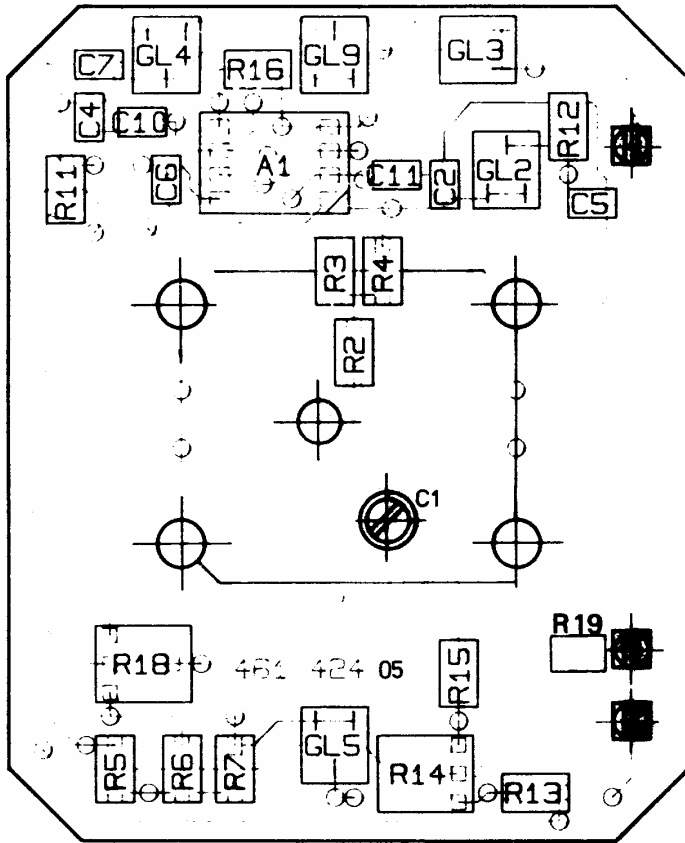 GL4 GL9 GL3
C7 R16
C4 C10 R12
A1 C11 C2 GL2
R11 C6 C5
R3 R4
R2
C1
R19
R18 461 424 05 R15
GL5
R5 R6 R7 R14 R13